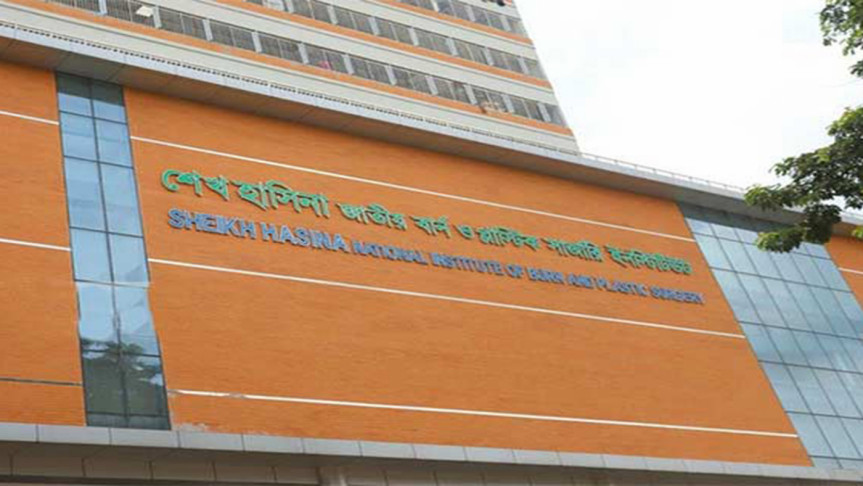 শেখ হাসিনা জাতীয় বার্ন ও প্লাস্টিক সার্জারি ইনস্টিটিউট
SHEIKH HASINA NATIONAL INSTITUTE OF BURN AND PLASTIC SURGERY